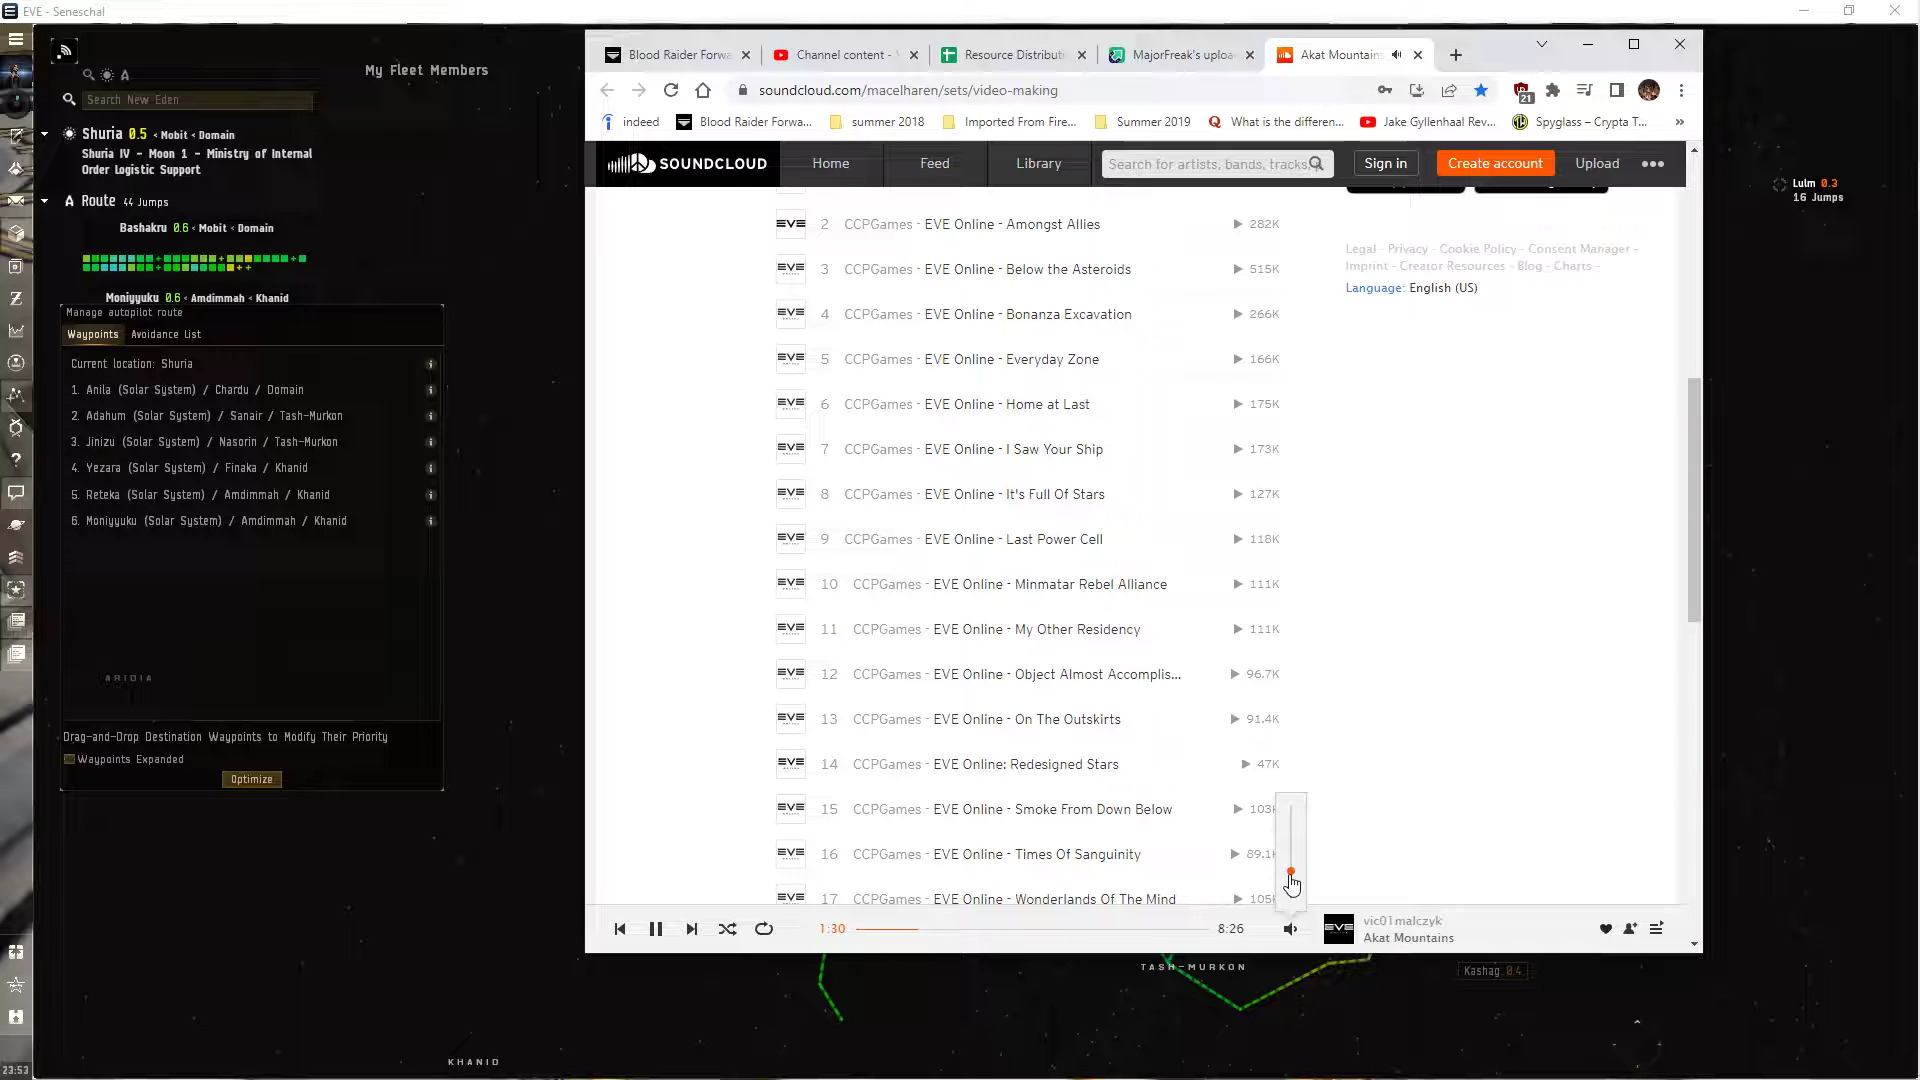 EVE - Seneschal
My Fleet Members
Search New Eden
Shuria 0.5 < Mobit < Domain
Shuria IV - Moon 1 - Ministry of Internal
Order Logistic Support
Route 44 Jumps
Bashakru 0.6 < Mobit < Domain
Moniyyuku 0.6 < Amdimmah < Khanid
Manage autopilot route
Waypoints Avoidance List
Current location: Shuria
1. Anila (Solar System) / Chardu / Domain
2. Adahum (Solar System) / Sanair / Tash-Murkon
3. Jinizu (Solar System) / Nasorin / Tash-Murkon
4. Yezara (Solar System) / Finaka / Khanid
5. Reteka (Solar System) / Amdimmah / Khanid
6. Moniyyuku (Solar System) / Amdimmah / Khanid
ARIDIA
Drag-and-Drop Destination Waypoints to Modify Their Priority
Waypoints Expanded
Optimize
KHANID
23:53
Blood Raider Forwa
Channel content -
Resource Distribut
MajorFreak's uploa
Akat Mountains
soundcloud.com/macelharen/sets/video-making
21
indeed
Blood Raider Forwa...
summer 2018
Imported From Fire...
Summer 2019
What is the differen...
Jake Gyllenhaal Rev...
Spyglass – Crypta T...
»
SOUNDCLOUD
Home
Feed
Library
Search for artists, bands, tracks,
Sign in
Create account
Upload
2 CCPGames - EVE Online - Amongst Allies 282K
3 CCPGames - EVE Online - Below the Asteroids 515K
4 CCPGames - EVE Online - Bonanza Excavation 266K
5 CCPGames - EVE Online - Everyday Zone 166K
6 CCPGames - EVE Online - Home at Last 175K
7 CCPGames - EVE Online - I Saw Your Ship 173K
8 CCPGames - EVE Online - It's Full Of Stars 127K
9 CCPGames - EVE Online - Last Power Cell 118K
10 CCPGames - EVE Online - Minmatar Rebel Alliance 111K
11 CCPGames - EVE Online - My Other Residency 111K
12 CCPGames - EVE Online - Object Almost Accomplis... 96.7K
13 CCPGames - EVE Online - On The Outskirts 91.4K
14 CCPGames - EVE Online: Redesigned Stars 47K
15 CCPGames - EVE Online - Smoke From Down Below 103K
16 CCPGames - EVE Online - Times Of Sanguinity 89.1K
17 CCPGames - EVE Online - Wonderlands Of The Mind 105K
Legal - Privacy - Cookie Policy - Consent Manager -
Imprint - Creator Resources - Blog - Charts -
Language: English (US)
1:30
8:26
EVE
vic01malczyk
Akat Mountains
Lulm 0.3
16 Jumps
TASH-MURKON
Kashag 0.4